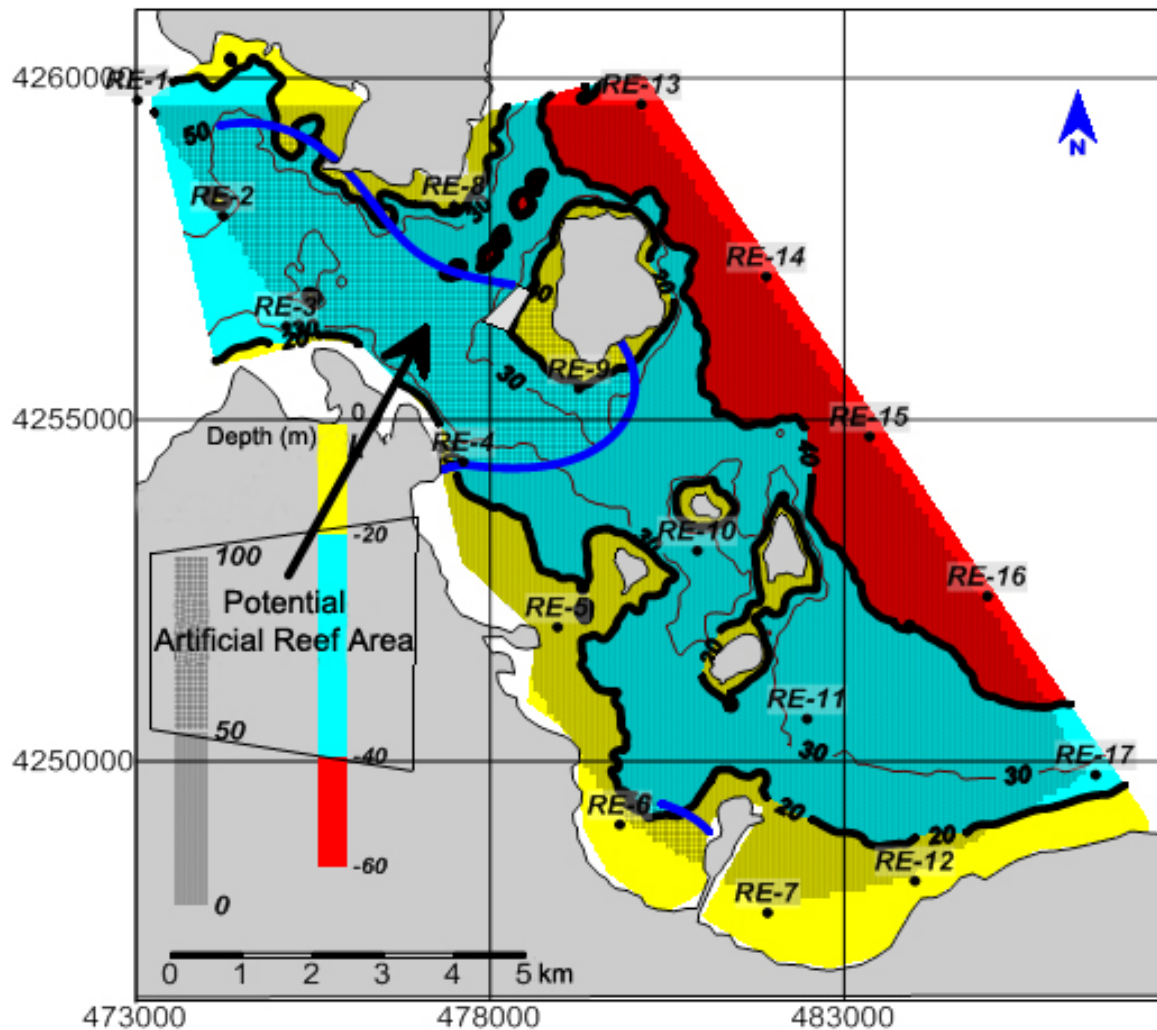 4260000
RE-1
RE-13
50
N
RE-8
RE-2
RE-14
20
RE-3
20
30
RE-9
4255000
0
Depth (m)
RE-4
RE-15
40
-20
RE-10
100
Potential
Artificial Reef Area
RE-16
RE-5
20
50
RE-11
-40
30
30
RE-17
4250000
RE-6
20
20
-60
RE-12
0
RE-7
0 1 2 3 4 5 km
473000 478000 483000